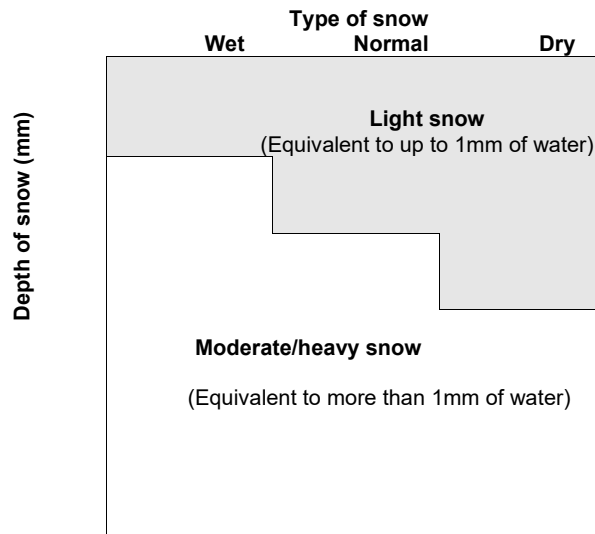 Type of snow
Wet Normal Dry
Depth of snow (mm)
Light snow
(Equivalent to up to 1mm of water)
Moderate/heavy snow
(Equivalent to more than 1mm of water)